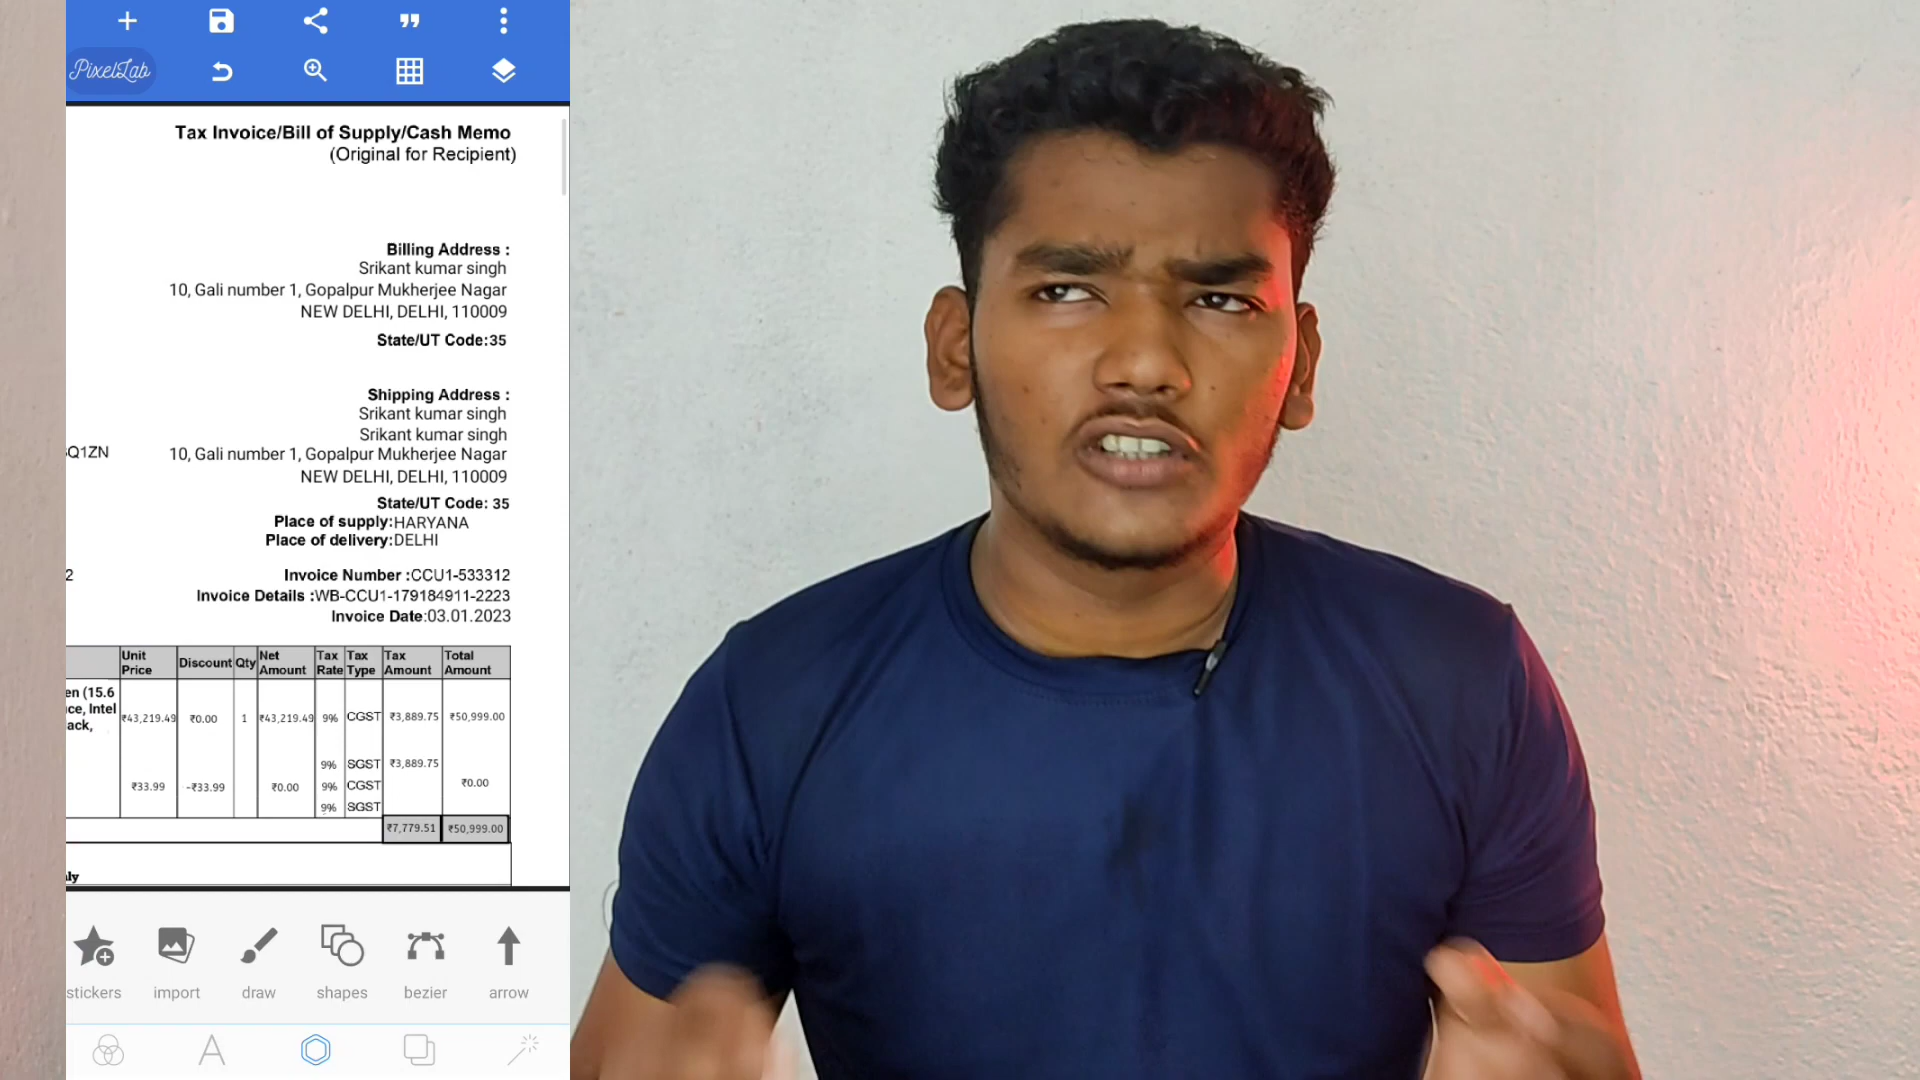 PixelLab
Tax Invoice/Bill of Supply/Cash Memo
(Original for Recipient)
Billing Address :
Srikant kumar singh
10, Gali number 1, Gopalpur Mukherjee Nagar
NEW DELHI, DELHI, 110009
State/UT Code:35
Shipping Address :
Srikant kumar singh
Srikant kumar singh
Q1ZN 10, Gali number 1, Gopalpur Mukherjee Nagar
NEW DELHI, DELHI, 110009
State/UT Code: 35
Place of supply:HARYANA
Place of delivery:DELHI
2 Invoice Number :CCU1-533312
Invoice Details :WB-CCU1-179184911-2223
Invoice Date:03.01.2023
Unit Price Discount Qty Net Amount Tax Rate Tax Type Tax Amount Total Amount
en (15.6
ce, Intel
lack,
₹43,219.49 ₹0.00 1 ₹43,219.49 9% CGST ₹3,889.75 ₹50,999.00
9% SGST ₹3,889.75
₹33.99 -₹33.99 ₹0.00 9% CGST ₹0.00
9% SGST
₹7,779.51 ₹50,999.00
ly
stickers import draw shapes bezier arrow